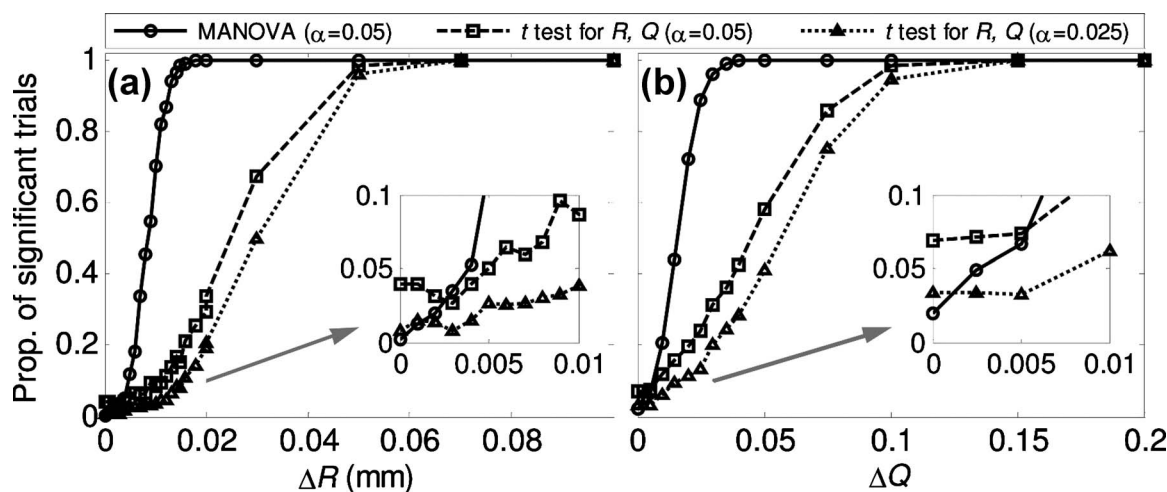 MANOVA (α=0.05) t test for R, Q (α=0.05) t test for R, Q (α=0.025)
(a) (b)
Prop. of significant trials
1
0.8
0.6
0.4
0.2
0
0 0.02 0.04 0.06 0.08
ΔR (mm)
0.1
0.05
0
0 0.005 0.01
0 0.05 0.1 0.15 0.2
ΔQ
0.1
0.05
0
0 0.005 0.01